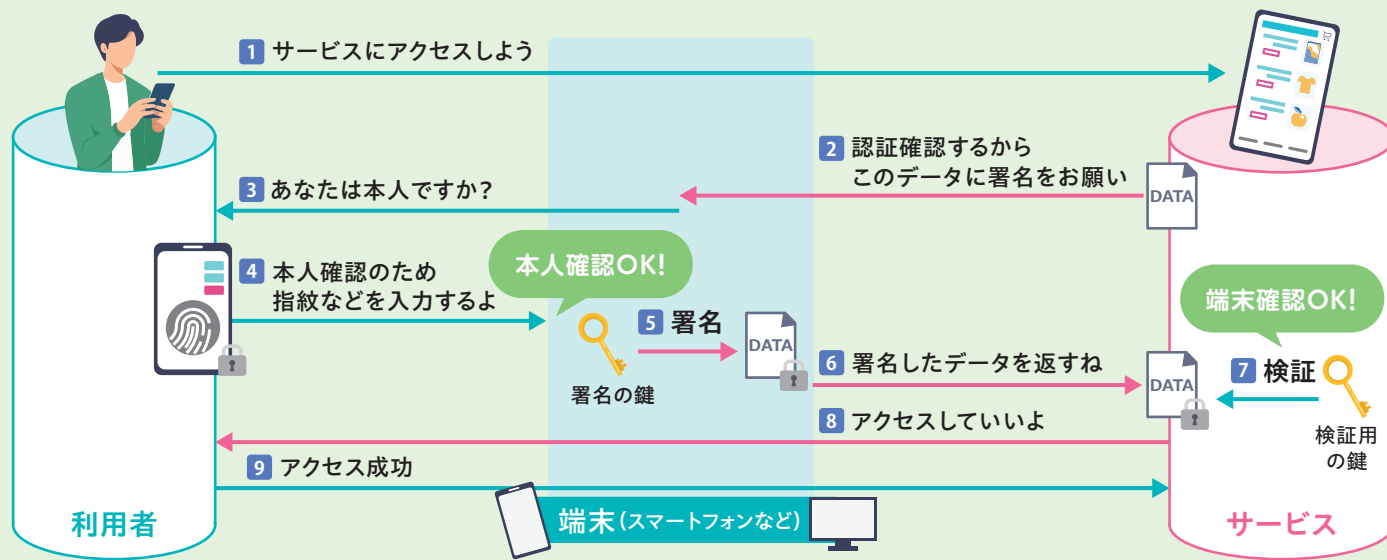 1 サービスにアクセスしよう
2 認証確認するから
このデータに署名をお願い
DATA
3 あなたは本人ですか？
4 本人確認のため
指紋などを入力するよ
本人確認OK!
署名の鍵
5 署名
DATA
6 署名したデータを返すね
DATA
端末確認OK!
7 検証
検証用
の鍵
8 アクセスしていいよ
9 アクセス成功
利用者
端末（スマートフォンなど）
サービス